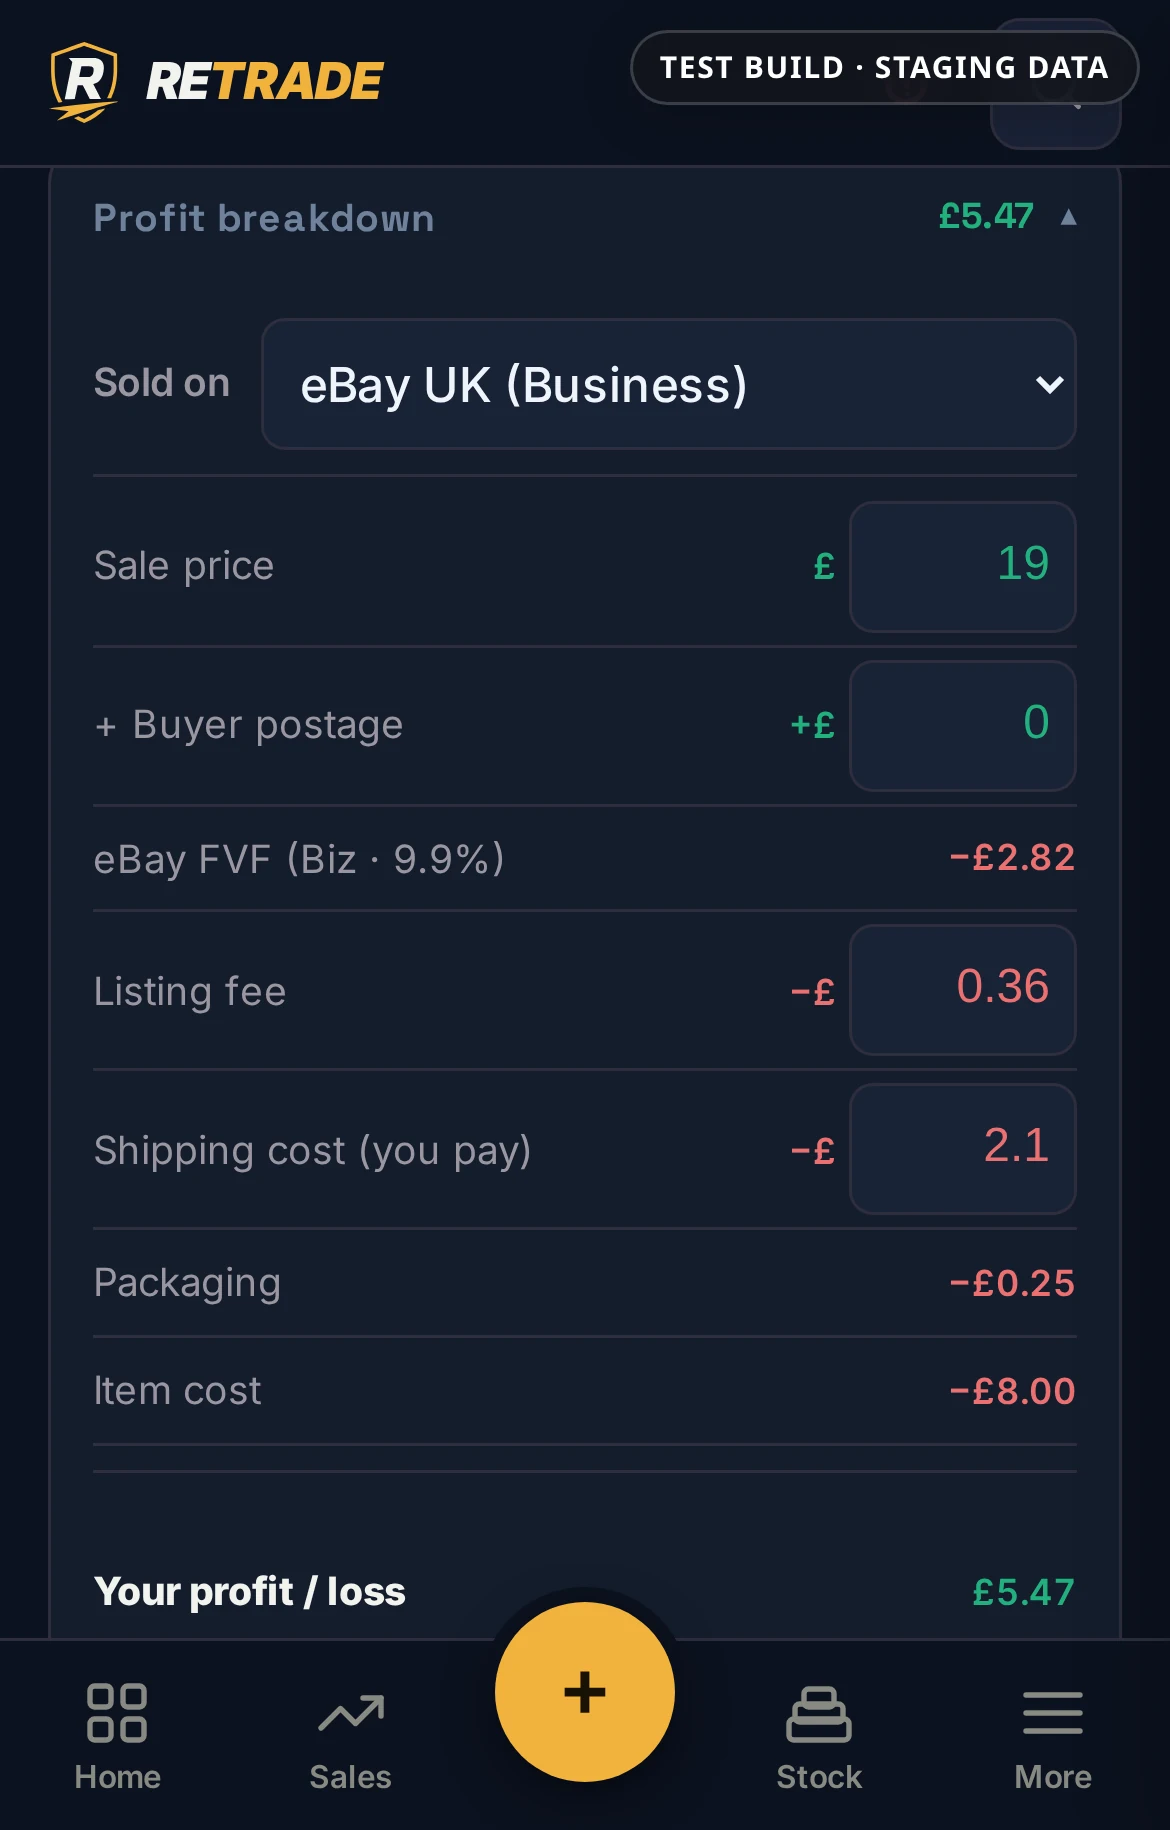 RETRADE
TEST BUILD · STAGING DATA
Profit breakdown £5.47 ▲
Sold on eBay UK (Business)
Sale price £ 19
+ Buyer postage +£ 0
eBay FVF (Biz · 9.9%) −£2.82
Listing fee −£ 0.36
Shipping cost (you pay) −£ 2.1
Packaging −£0.25
Item cost −£8.00
Your profit / loss £5.47
+
Home Sales Stock More